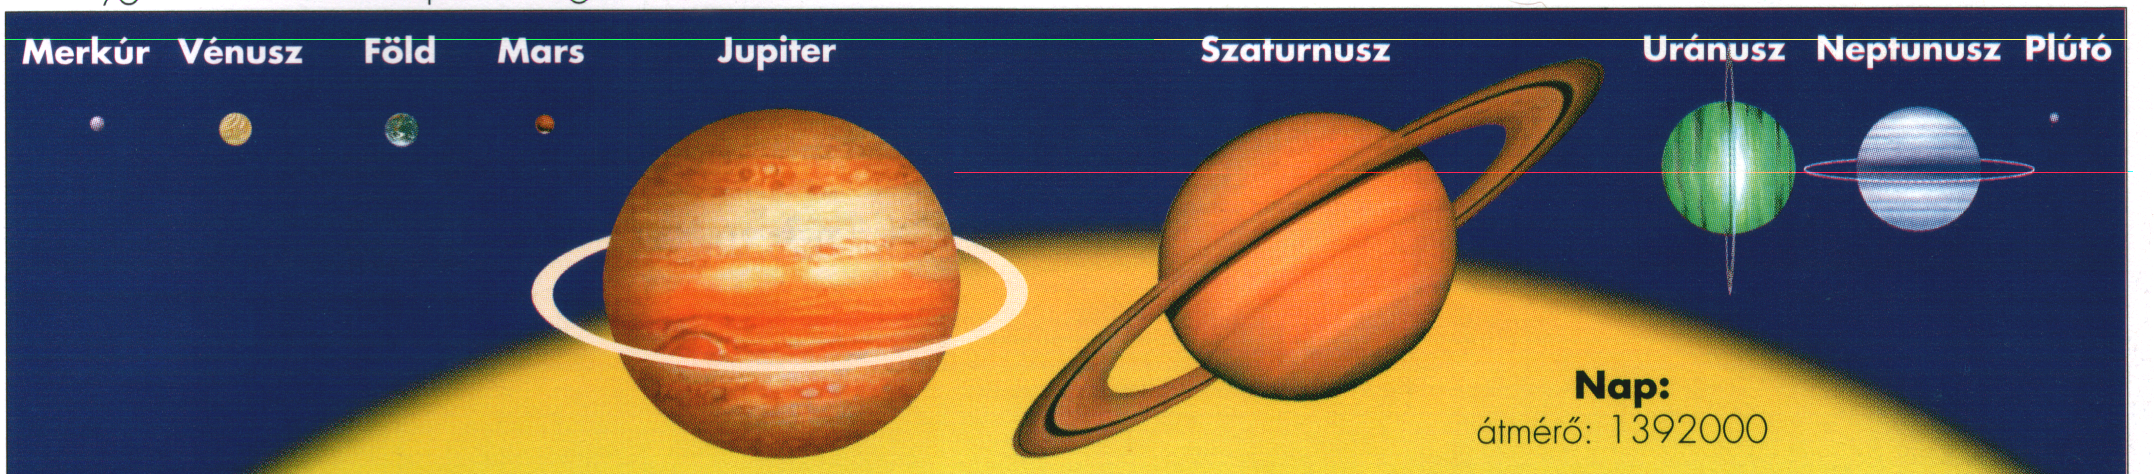 Merkúr Vénusz Föld Mars Jupiter Szaturnusz Uránusz Neptunusz Plútó
Nap:
átmérő: 1392000